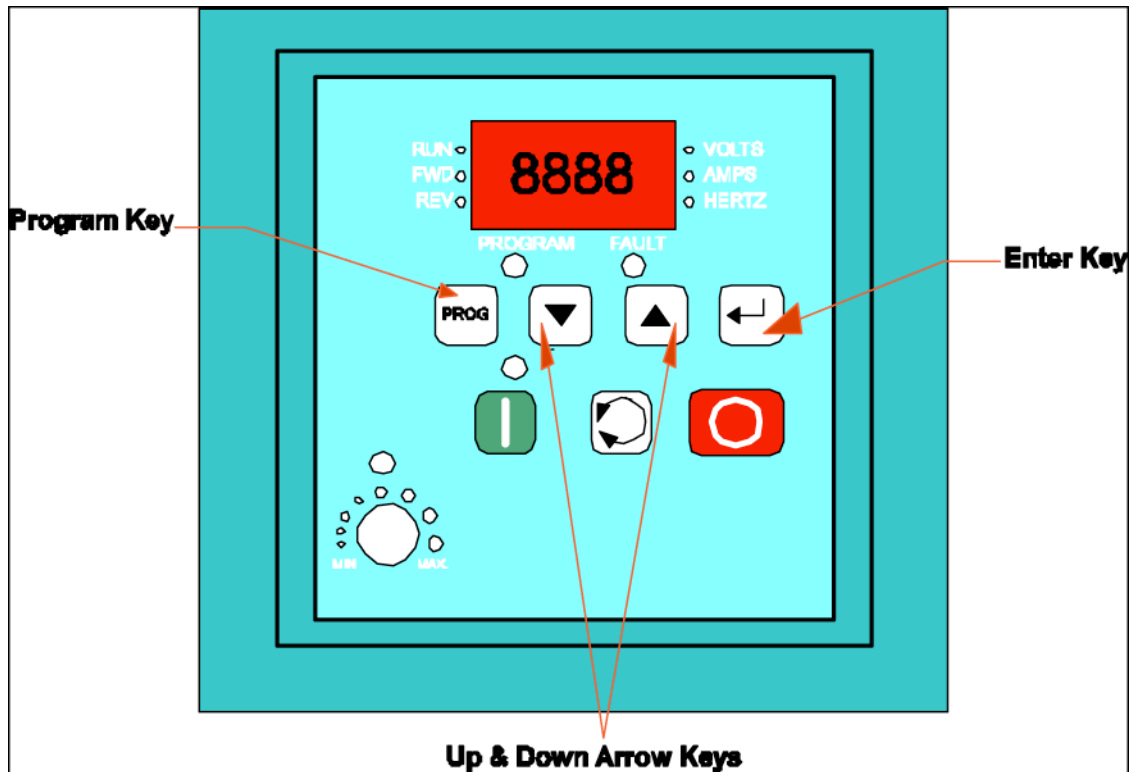 RUN
FWD
REV
8888
VOLTS
AMPS
HERTZ
Program Key
PROGRAM FAULT
Enter Key
PROG
MIN MAX
Up & Down Arrow Keys